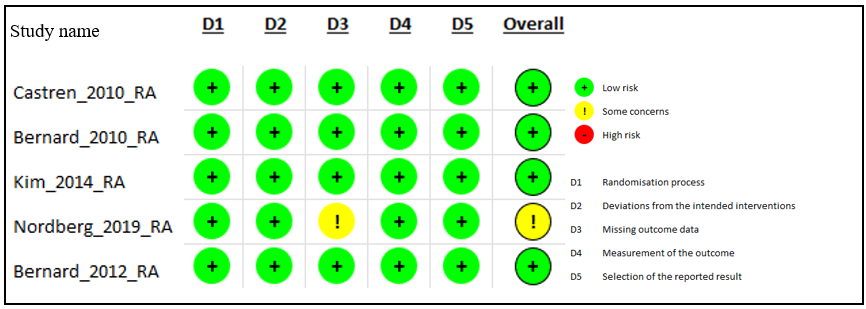 Study name D1 D2 D3 D4 D5 Overall
Castren_2010_RA + + + + + +
Bernard_2010_RA + + + + + +
Kim_2014_RA + + + + + +
Nordberg_2019_RA + + ! + + !
Bernard_2012_RA + + + + + +
+ Low risk
! Some concerns
- High risk
D1 Randomisation process
D2 Deviations from the intended interventions
D3 Missing outcome data
D4 Measurement of the outcome
D5 Selection of the reported result